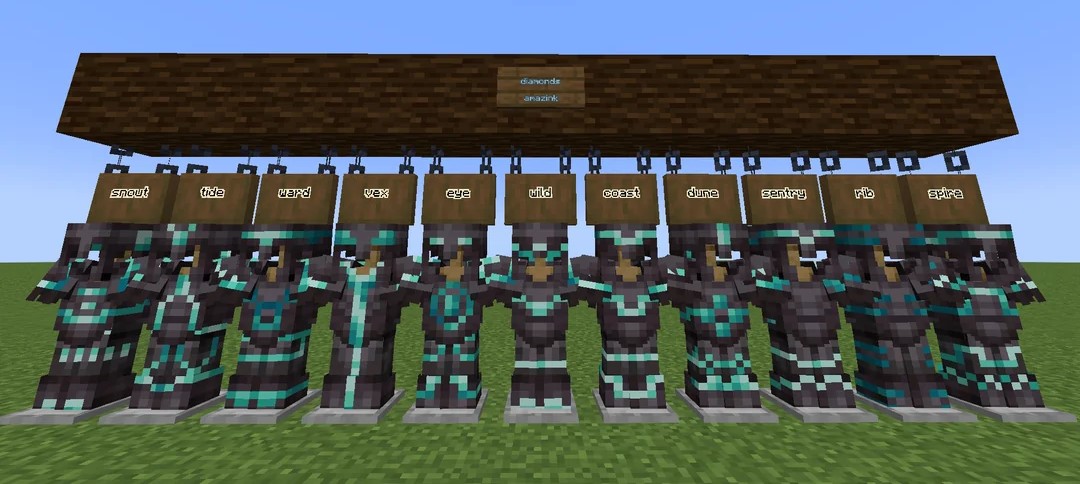 diamonds
amazink
snout
tide
ward
vex
eye
wild
coast
dune
sentry
rib
spire